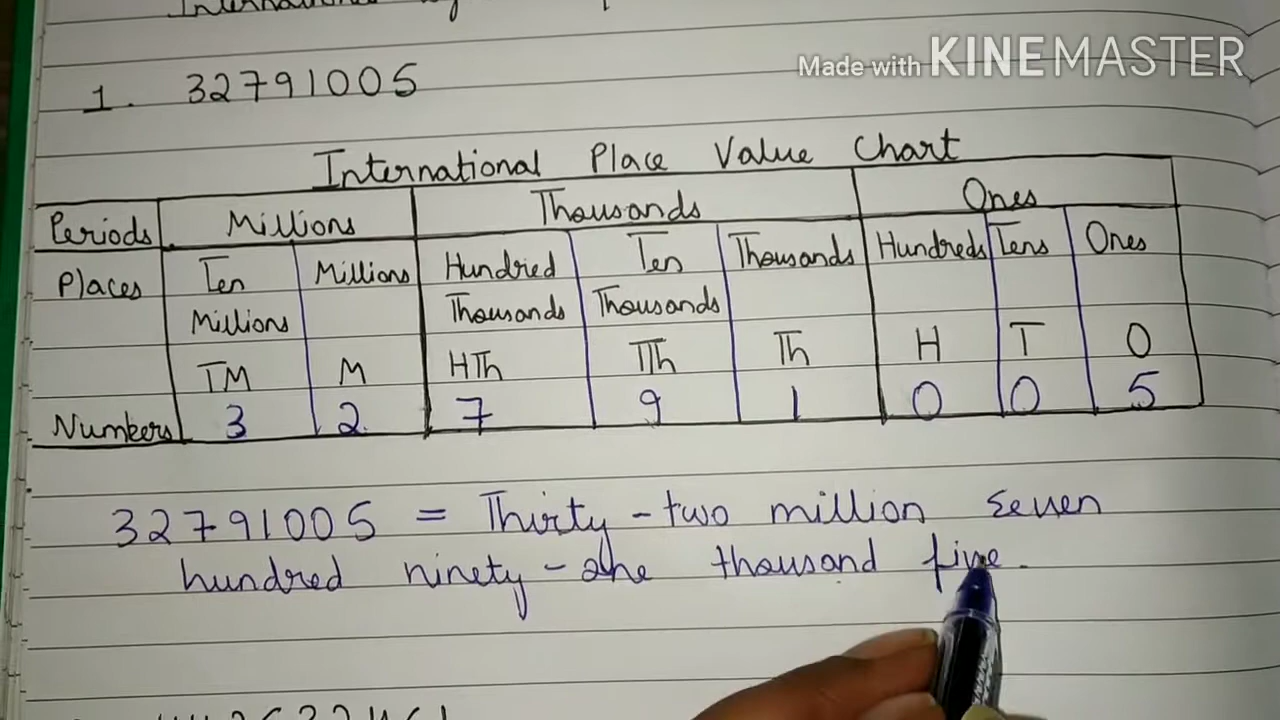 International
Made with KINEMASTER
1. 32791005
International Place Value Chart
Periods Millions Thousands Ones
Places Ten Millions Hundred Ten Thousands Hundreds Tens Ones
Millions Thousands Thousands
TM M HTh TTh Th H T O
Numbers 3 2 7 9 1 0 0 5
32791005 = Thirty-two million seven
hundred ninety-one thousand five.